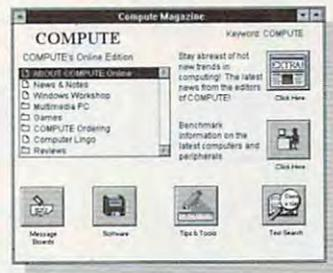 Compute Magazine
COMPUTE
Keyword: COMPUTE
COMPUTE's Online Edition
ABOUT COMPUTE Online
News & Notes
Windows Workshop
Multimedia PC
Games
COMPUTE Ordering
Computer Lingo
Reviews
Stay abreast of hot
new trends in
computing! The latest
news from the editors
of COMPUTE!
EXTRA!
Click Here
Benchmark
information on the
latest computers and
peripherals
Click Here
Message
Boards
Software
Tips & Tools
Text Search